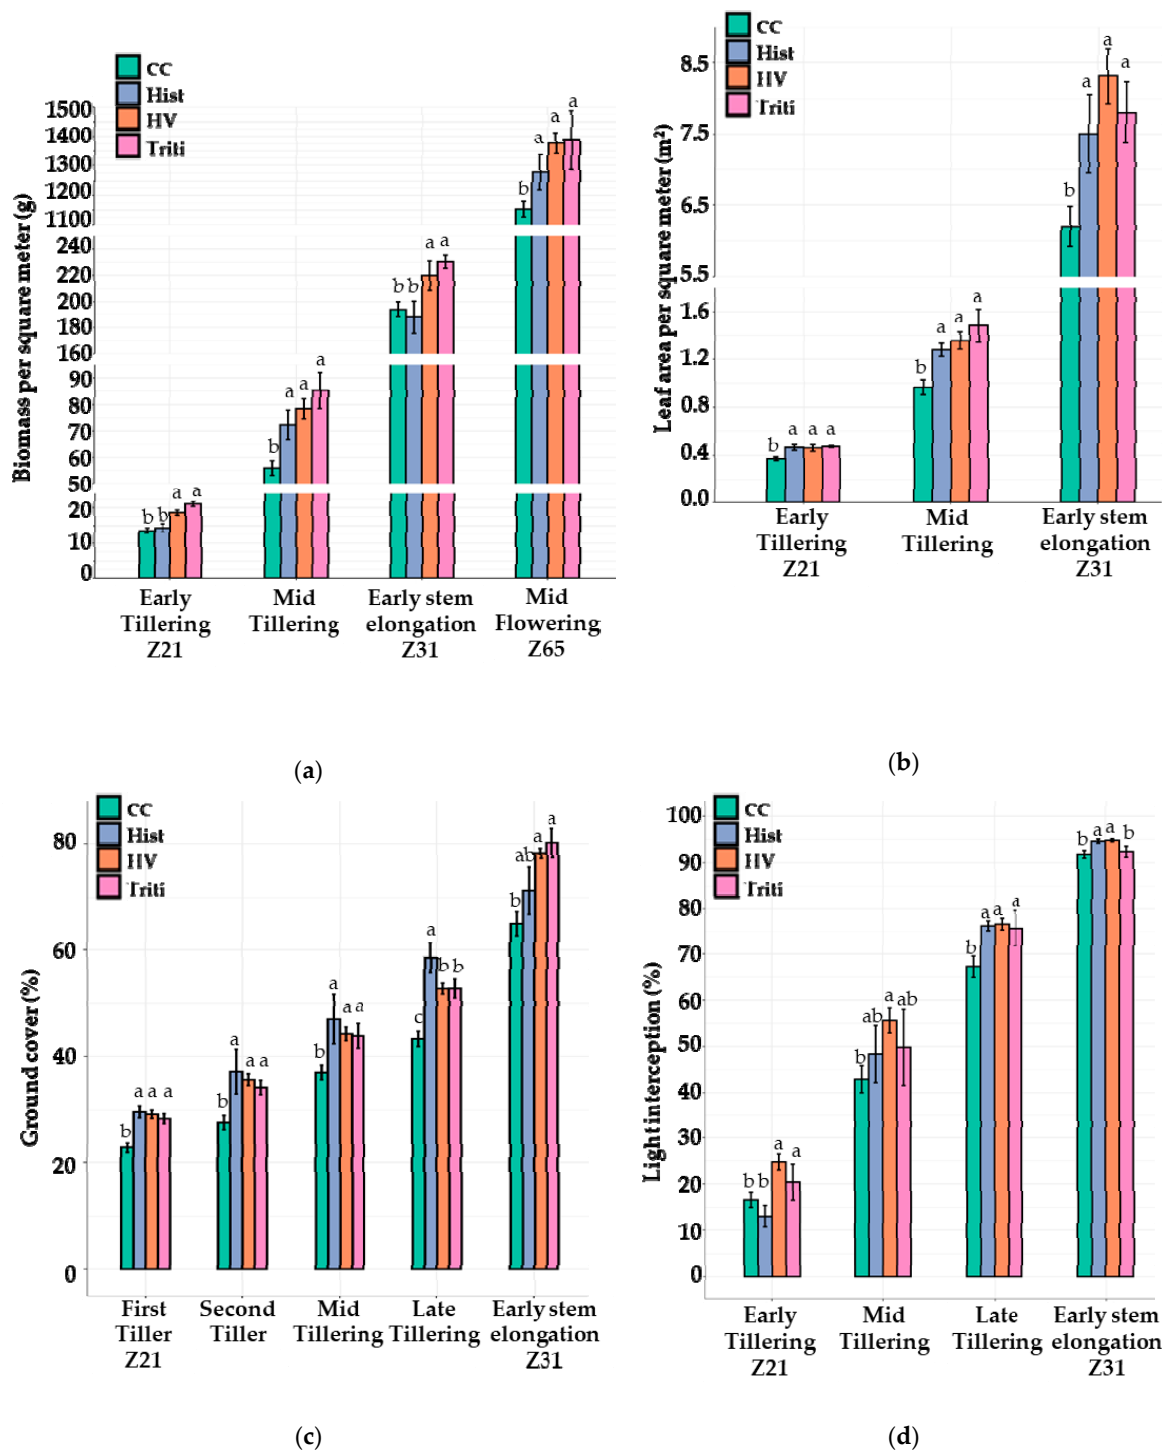 CC
Hist
HV
Triti
Biomass per square meter (g)
1500
1400
1300
1200
1100
240
220
200
180
160
90
80
70
60
50
20
10
0
b b a a
b a a a
b b a a
b a a a
Early Tillering Z21
Mid Tillering
Early stem elongation Z31
Mid Flowering Z65
(a)
CC
Hist
HV
Triti
Leaf area per square meter (m²)
8.5
7.5
6.5
5.5
1.6
1.2
0.8
0.4
0.0
b a a a
b a a a
b a a a
Early Tillering Z21
Mid Tillering
Early stem elongation Z31
(b)
CC
Hist
HV
Triti
Ground cover (%)
80
60
40
20
0
b a a a
b a a a
b a a a
c a b b
b ab a a
First Tiller Z21
Second Tiller
Mid Tillering
Late Tillering
Early stem elongation Z31
(c)
CC
Hist
HV
Triti
Light interception (%)
100
90
80
70
60
50
40
30
20
10
0
b b a a
b ab a ab
b a a a
b a a b
Early Tillering Z21
Mid Tillering
Late Tillering
Early stem elongation Z31
(d)